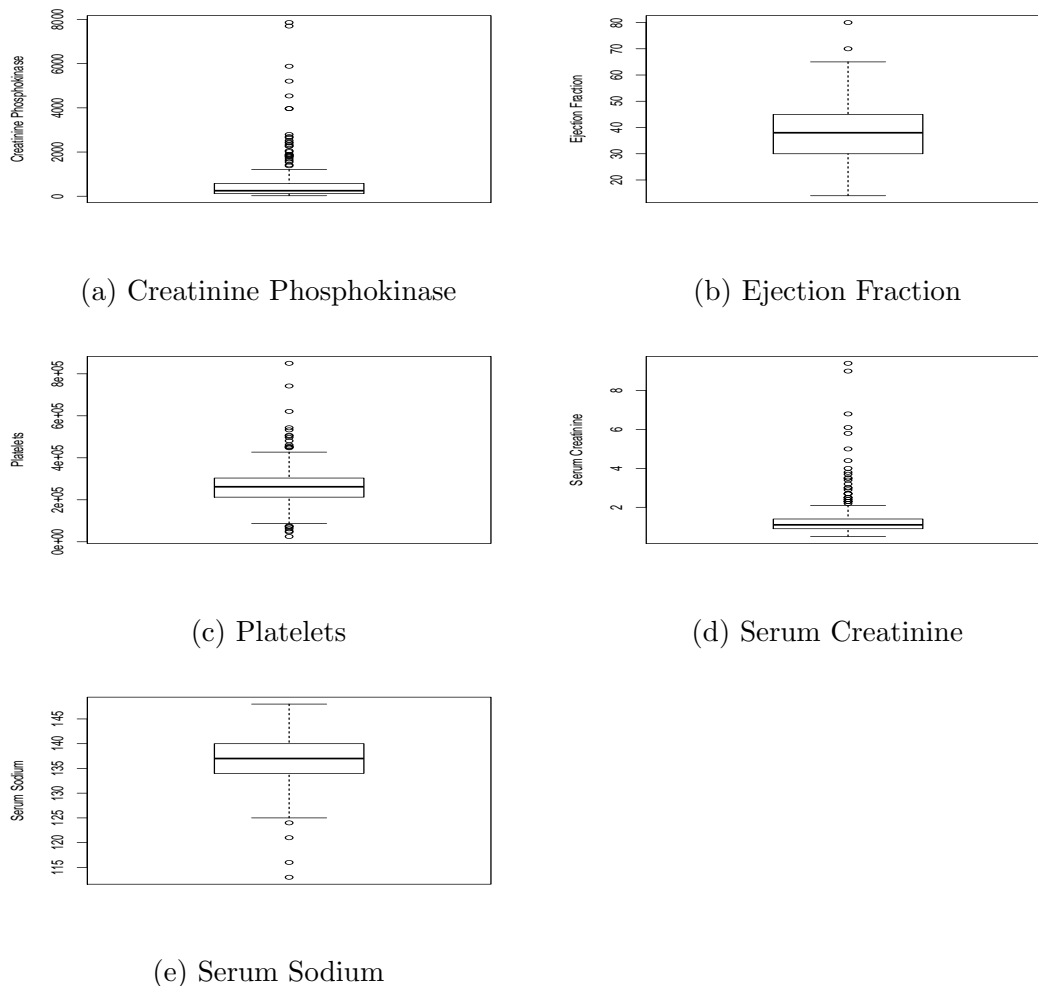 8000
6000
4000
2000
0
Creatinine Phosphokinase
(a) Creatinine Phosphokinase
80
70
60
50
40
30
20
Ejection Fraction
(b) Ejection Fraction
8e+05
6e+05
4e+05
2e+05
0e+00
Platelets
(c) Platelets
8
6
4
2
Serum Creatinine
(d) Serum Creatinine
145
140
135
130
125
120
115
Serum Sodium
(e) Serum Sodium